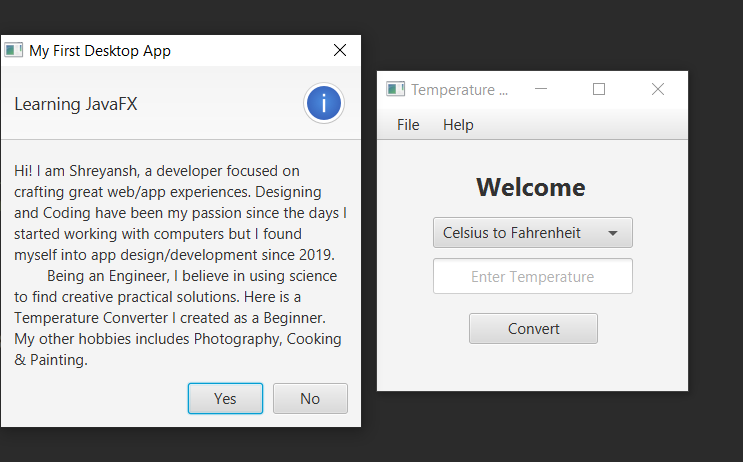 My First Desktop App
Learning JavaFX
Hi! I am Shreyansh, a developer focused on
crafting great web/app experiences. Designing
and Coding have been my passion since the days I
started working with computers but I found
myself into app design/development since 2019.
Being an Engineer, I believe in using science
to find creative practical solutions. Here is a
Temperature Converter I created as a Beginner.
My other hobbies includes Photography, Cooking
& Painting.
Yes No
Temperature ...
File Help
Welcome
Celsius to Fahrenheit
Enter Temperature
Convert